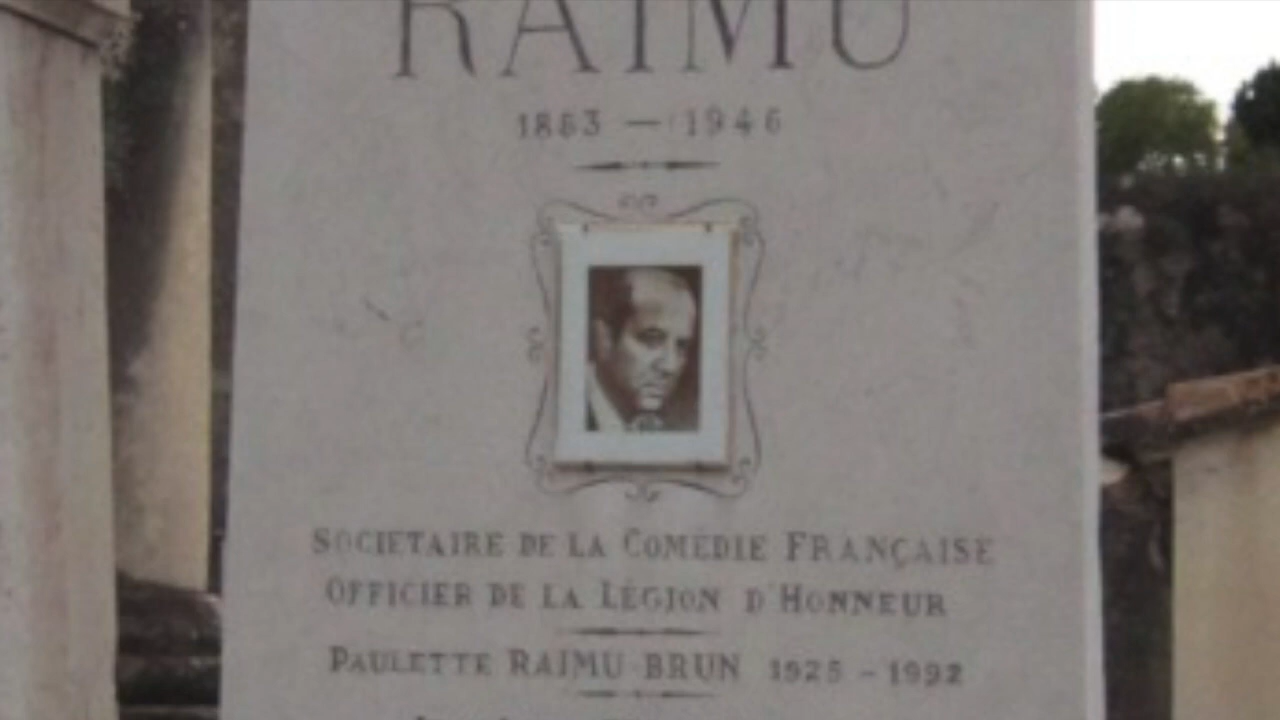 RAIMU
1883 — 1946
SOCIETAIRE DE LA COMÉDIE FRANÇAISE
OFFICIER DE LA LÉGION D'HONNEUR
PAULETTE RAIMU BRUN 1925 - 1992